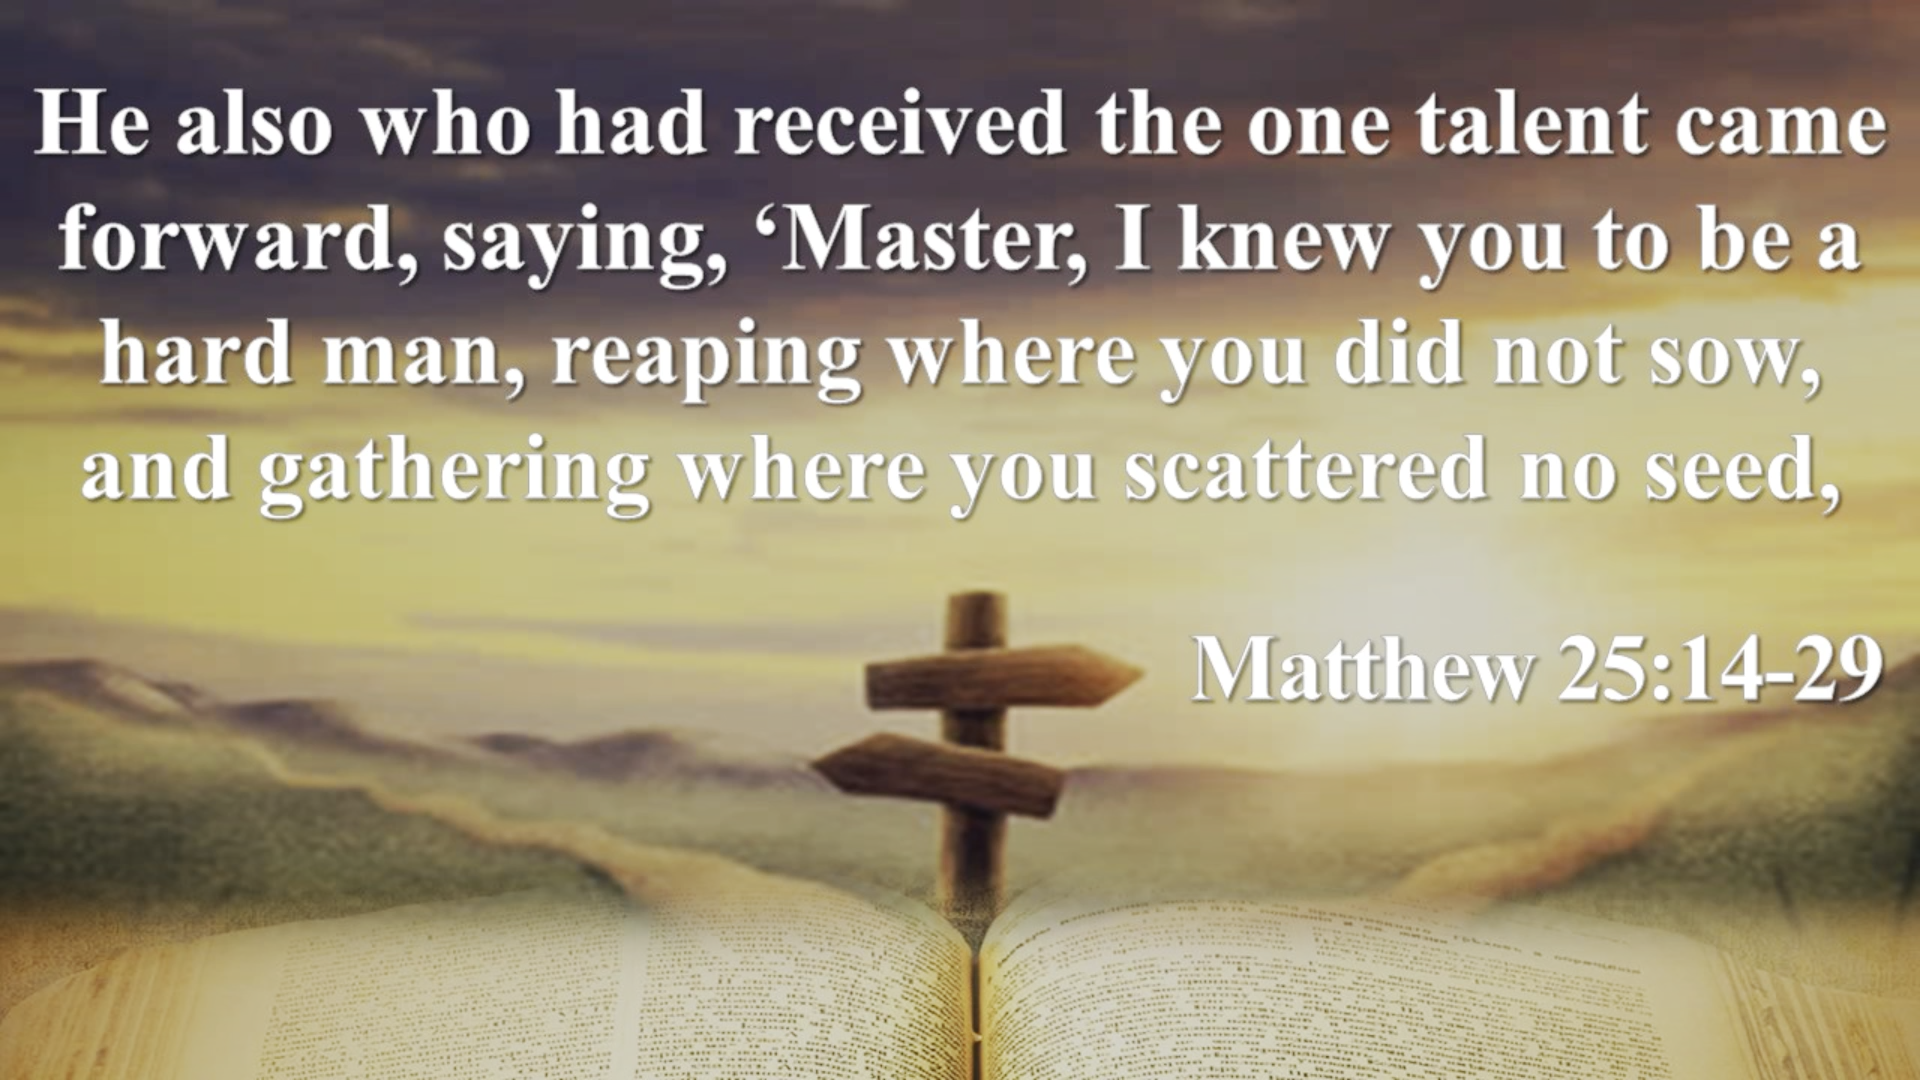 He also who had received the one talent came
forward, saying, ‘Master, I knew you to be a
hard man, reaping where you did not sow,
and gathering where you scattered no seed,
Matthew 25:14-29